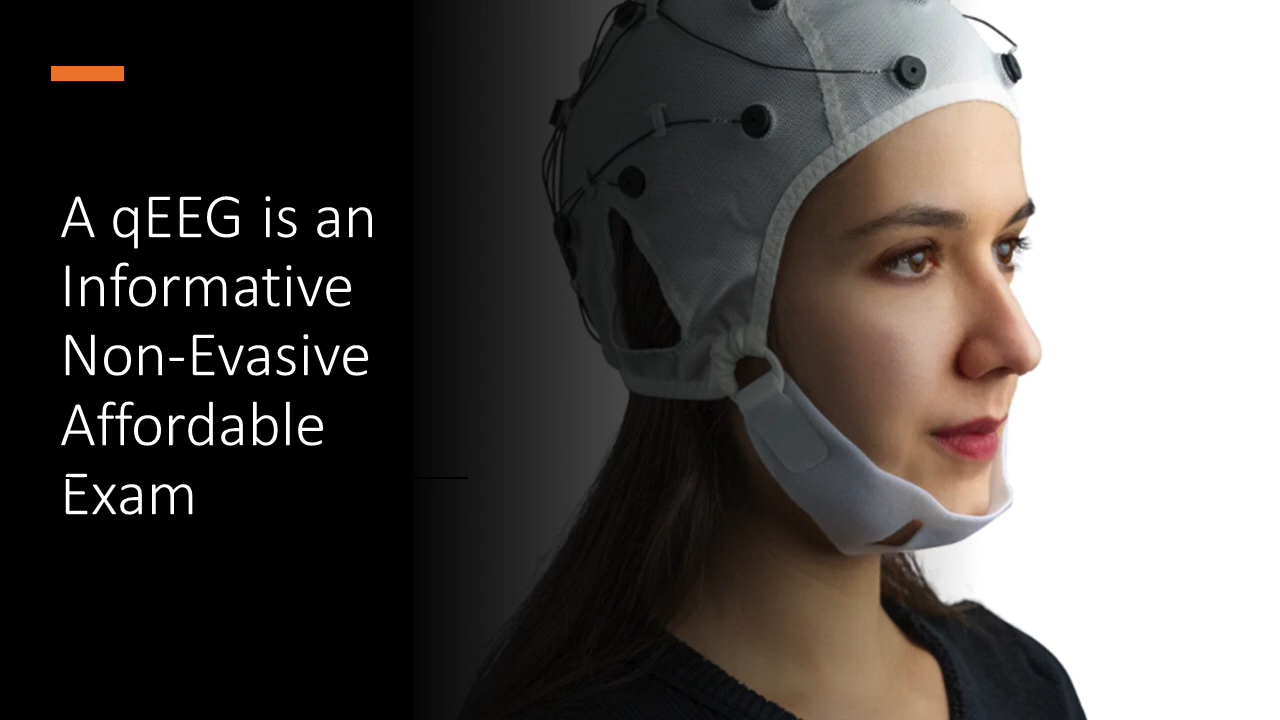 A qEEG is an
Informative
Non-Evasive
Affordable
Exam